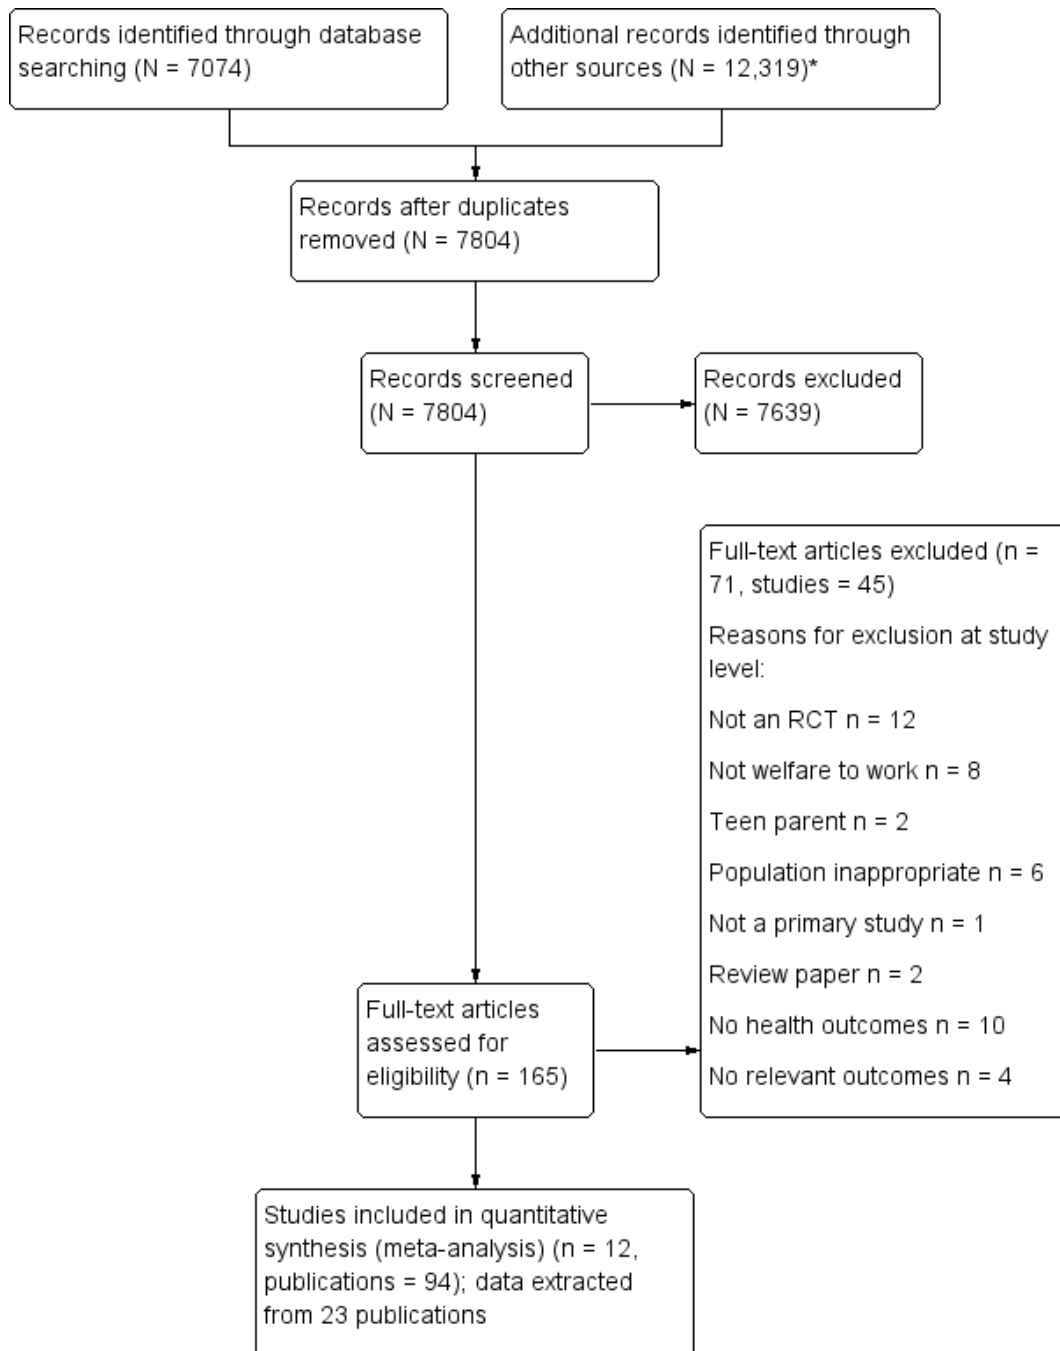 Records identified through database
searching (N = 7074)
Additional records identified through
other sources (N = 12,319)*
Records after duplicates
removed (N = 7804)
Records screened
(N = 7804)
Records excluded
(N = 7639)
Full-text articles excluded (n =
71, studies = 45)
Reasons for exclusion at study
level:
Not an RCT n = 12
Not welfare to work n = 8
Teen parent n = 2
Population inappropriate n = 6
Not a primary study n = 1
Review paper n = 2
No health outcomes n = 10
No relevant outcomes n = 4
Full-text articles
assessed for
eligibility (n = 165)
Studies included in quantitative
synthesis (meta-analysis) (n = 12,
publications = 94); data extracted
from 23 publications